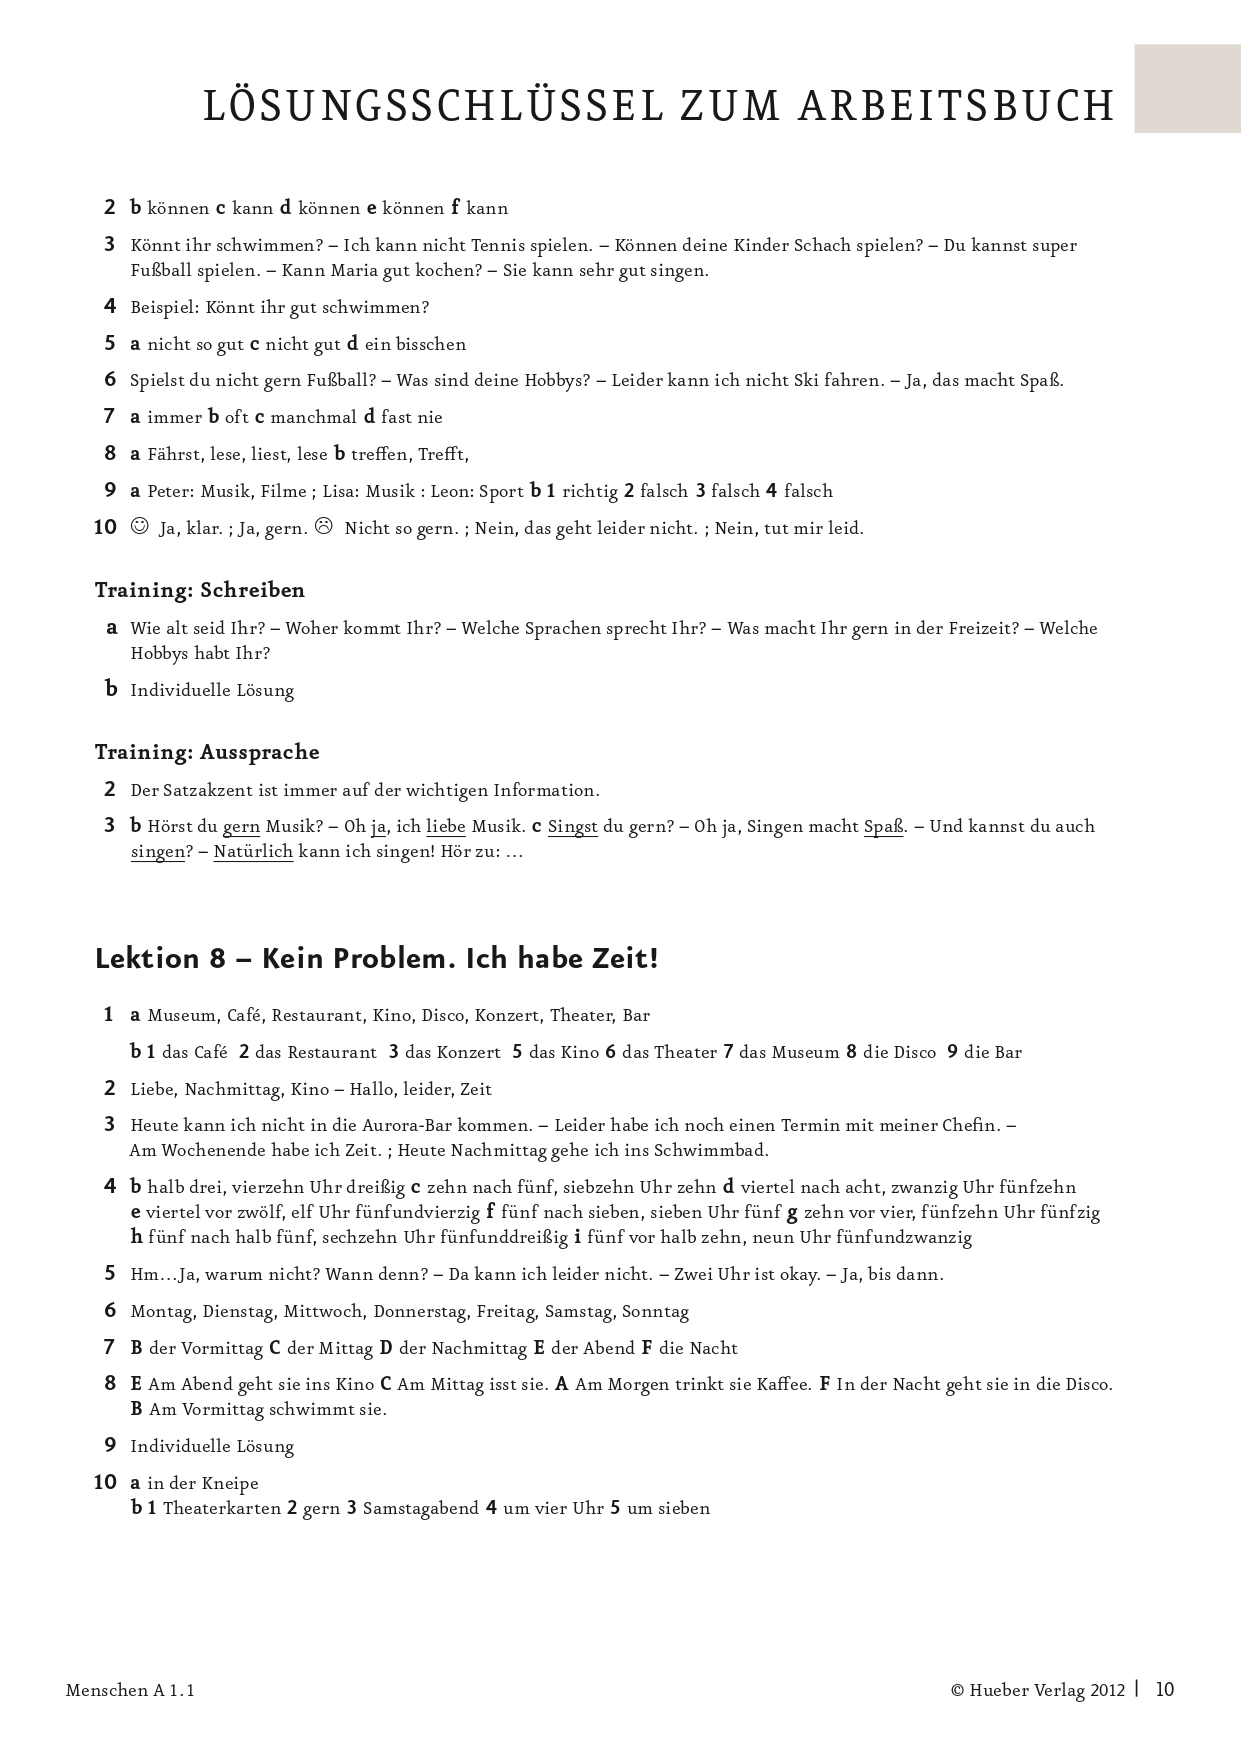 LÖSUNGSSCHLÜSSEL ZUM ARBEITSBUCH
2 b können c kann d können e können f kann
3 Könnt ihr schwimmen? – Ich kann nicht Tennis spielen. – Können deine Kinder Schach spielen? – Du kannst super
Fußball spielen. – Kann Maria gut kochen? – Sie kann sehr gut singen.
4 Beispiel: Könnt ihr gut schwimmen?
5 a nicht so gut c nicht gut d ein bisschen
6 Spielst du nicht gern Fußball? – Was sind deine Hobbys? – Leider kann ich nicht Ski fahren. – Ja, das macht Spaß.
7 a immer b oft c manchmal d fast nie
8 a Fährst, lese, liest, lese b treffen, Trefft,
9 a Peter: Musik, Filme ; Lisa: Musik : Leon: Sport b 1 richtig 2 falsch 3 falsch 4 falsch
10 ☺ Ja, klar. ; Ja, gern. ☹ Nicht so gern. ; Nein, das geht leider nicht. ; Nein, tut mir leid.
Training: Schreiben
a Wie alt seid Ihr? – Woher kommt Ihr? – Welche Sprachen sprecht Ihr? – Was macht Ihr gern in der Freizeit? – Welche
Hobbys habt Ihr?
b Individuelle Lösung
Training: Aussprache
2 Der Satzakzent ist immer auf der wichtigen Information.
3 b Hörst du gern Musik? – Oh ja, ich liebe Musik. c Singst du gern? – Oh ja, Singen macht Spaß. – Und kannst du auch
singen? – Natürlich kann ich singen! Hör zu: …
Lektion 8 – Kein Problem. Ich habe Zeit!
1 a Museum, Café, Restaurant, Kino, Disco, Konzert, Theater, Bar
b 1 das Café 2 das Restaurant 3 das Konzert 5 das Kino 6 das Theater 7 das Museum 8 die Disco 9 die Bar
2 Liebe, Nachmittag, Kino – Hallo, leider, Zeit
3 Heute kann ich nicht in die Aurora-Bar kommen. – Leider habe ich noch einen Termin mit meiner Chefin. –
Am Wochenende habe ich Zeit. ; Heute Nachmittag gehe ich ins Schwimmbad.
4 b halb drei, vierzehn Uhr dreißig c zehn nach fünf, siebzehn Uhr zehn d viertel nach acht, zwanzig Uhr fünfzehn
e viertel vor zwölf, elf Uhr fünfundvierzig f fünf nach sieben, sieben Uhr fünf g zehn vor vier, fünfzehn Uhr fünfzig
h fünf nach halb fünf, sechzehn Uhr fünfunddreißig i fünf vor halb zehn, neun Uhr fünfundzwanzig
5 Hm…Ja, warum nicht? Wann denn? – Da kann ich leider nicht. – Zwei Uhr ist okay. – Ja, bis dann.
6 Montag, Dienstag, Mittwoch, Donnerstag, Freitag, Samstag, Sonntag
7 B der Vormittag C der Mittag D der Nachmittag E der Abend F die Nacht
8 E Am Abend geht sie ins Kino C Am Mittag isst sie. A Am Morgen trinkt sie Kaffee. F In der Nacht geht sie in die Disco.
B Am Vormittag schwimmt sie.
9 Individuelle Lösung
10 a in der Kneipe
b 1 Theaterkarten 2 gern 3 Samstagabend 4 um vier Uhr 5 um sieben
Menschen A 1.1 © Hueber Verlag 2012 | 10